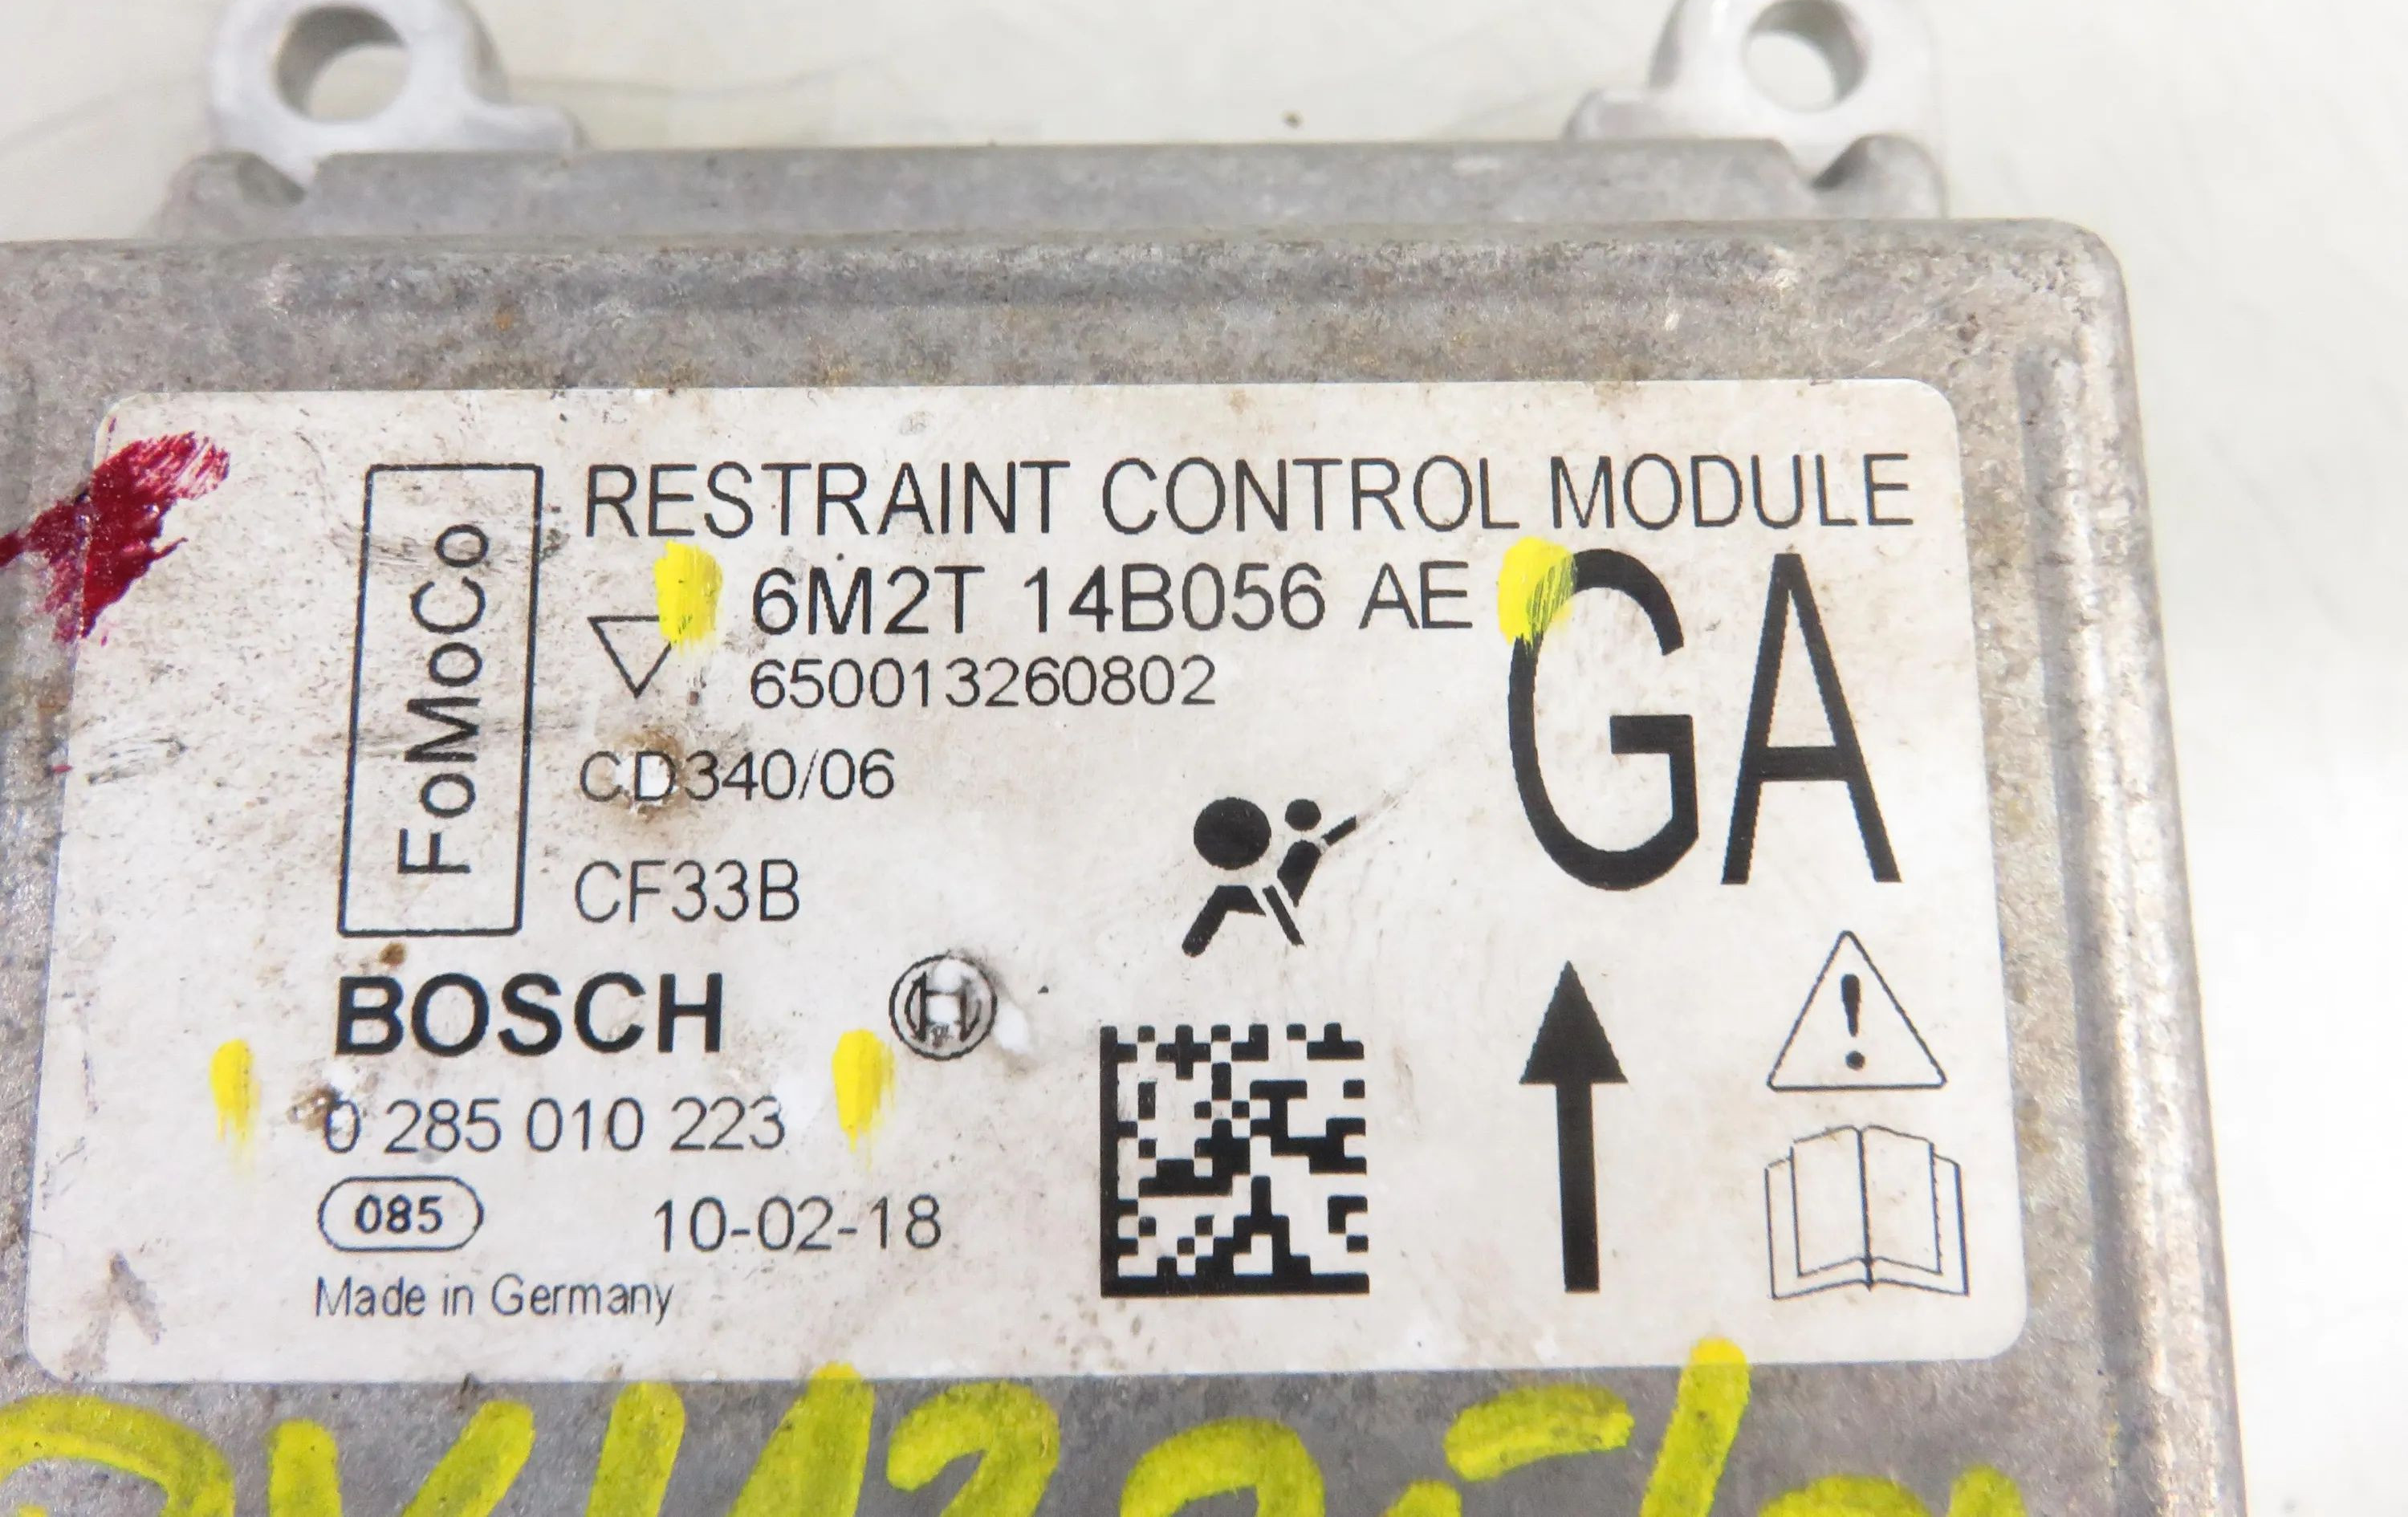 FoMoCo
RESTRAINT CONTROL MODULE
6M2T 14B056 AE
GA
650013260802
CD340/06
CF33B
BOSCH
0 285 010 223
085 10-02-18
Made in Germany